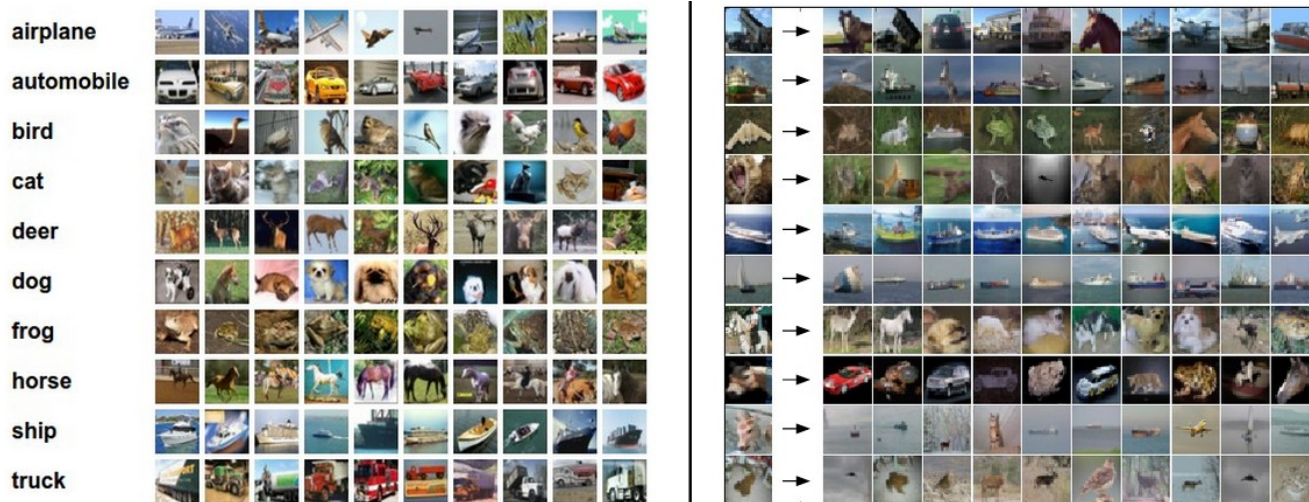 airplane
automobile
bird
cat
deer
dog
frog
horse
ship
truck